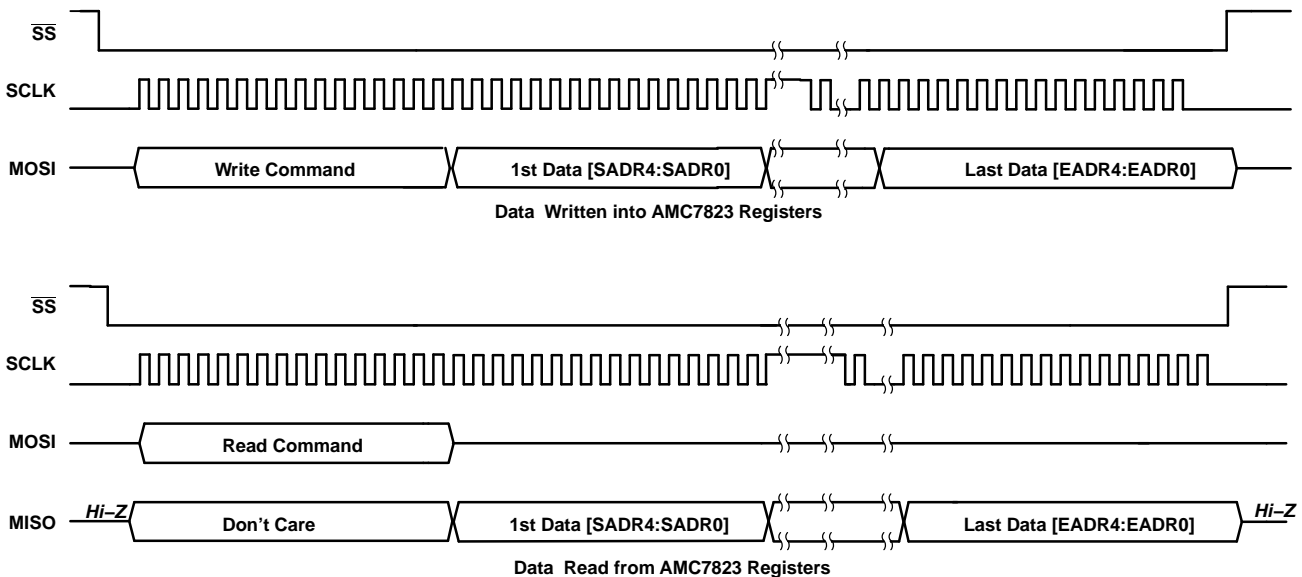 SS
SCLK
MOSI Write Command 1st Data [SADR4:SADR0] Last Data [EADR4:EADR0]
Data Written into AMC7823 Registers
SS
SCLK
MOSI Read Command
MISO Hi–Z Don't Care 1st Data [SADR4:SADR0] Last Data [EADR4:EADR0] Hi–Z
Data Read from AMC7823 Registers